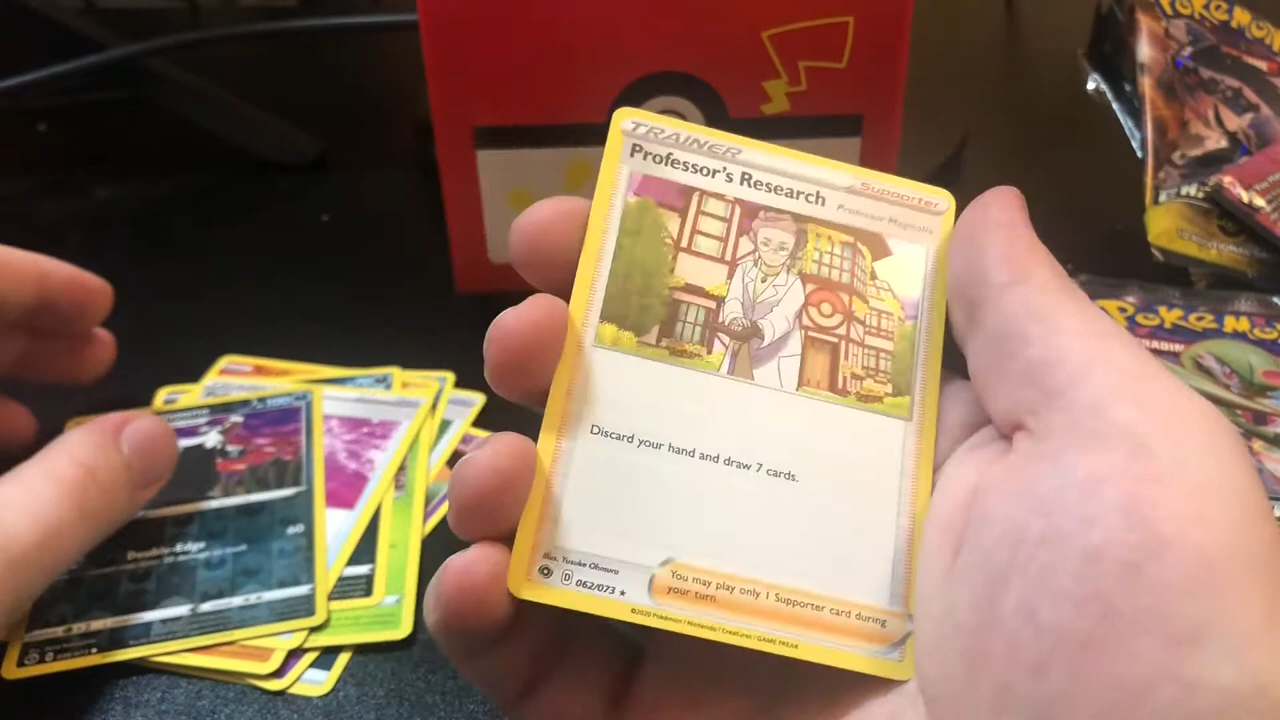 POKÉMON
TRAINER
Supporter
Professor's Research
Professor Magnolia
Discard your hand and draw 7 cards.
Illus. Yusuke Ohmura
D 062/073 ★
You may play only 1 Supporter card during
your turn.
©2020 Pokémon / Nintendo / Creatures / GAME FREAK
100
Double-Edge
60
POKÉMON